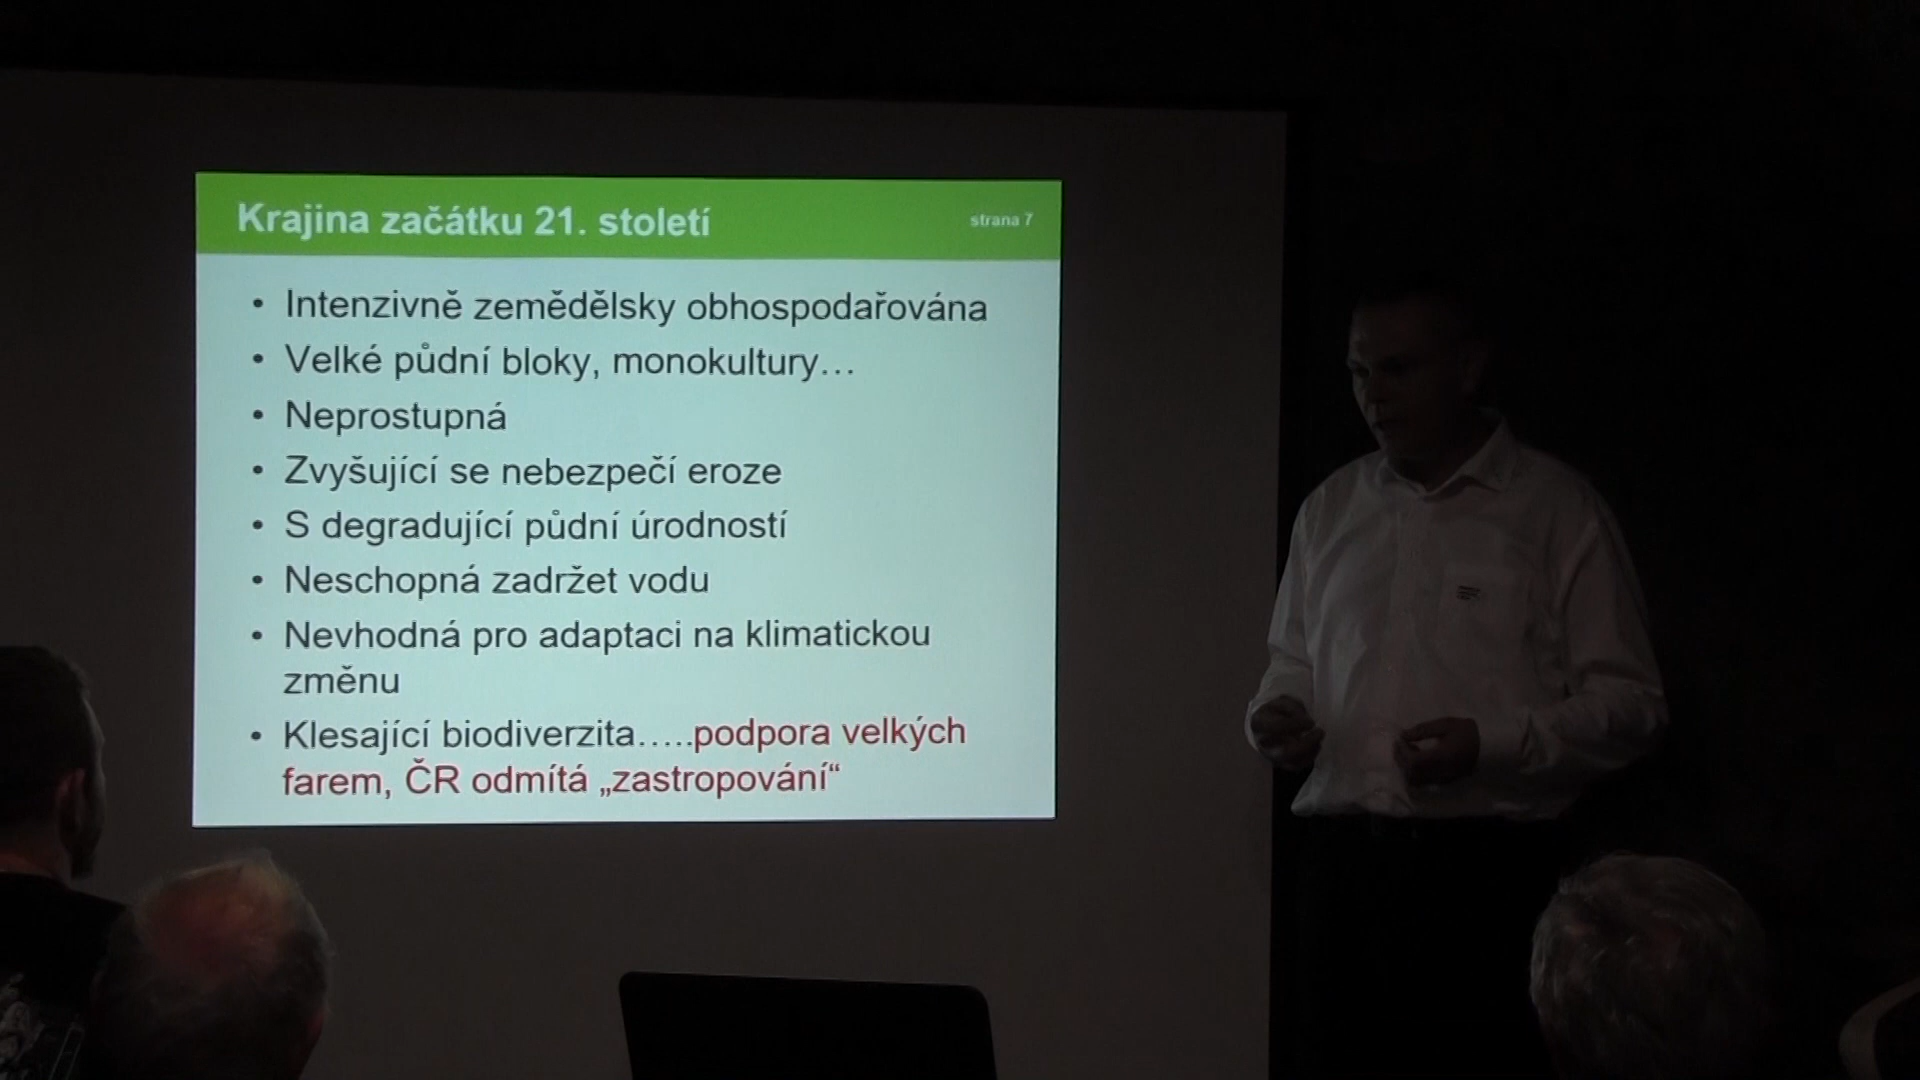 Krajina začátku 21. století
strana 7
• Intenzivně zemědělsky obhospodařována
• Velké půdní bloky, monokultury…
• Neprostupná
• Zvyšující se nebezpečí eroze
• S degradující půdní úrodností
• Neschopná zadržet vodu
• Nevhodná pro adaptaci na klimatickou
změnu
• Klesající biodiverzita…..podpora velkých
farem, ČR odmítá „zastropování“